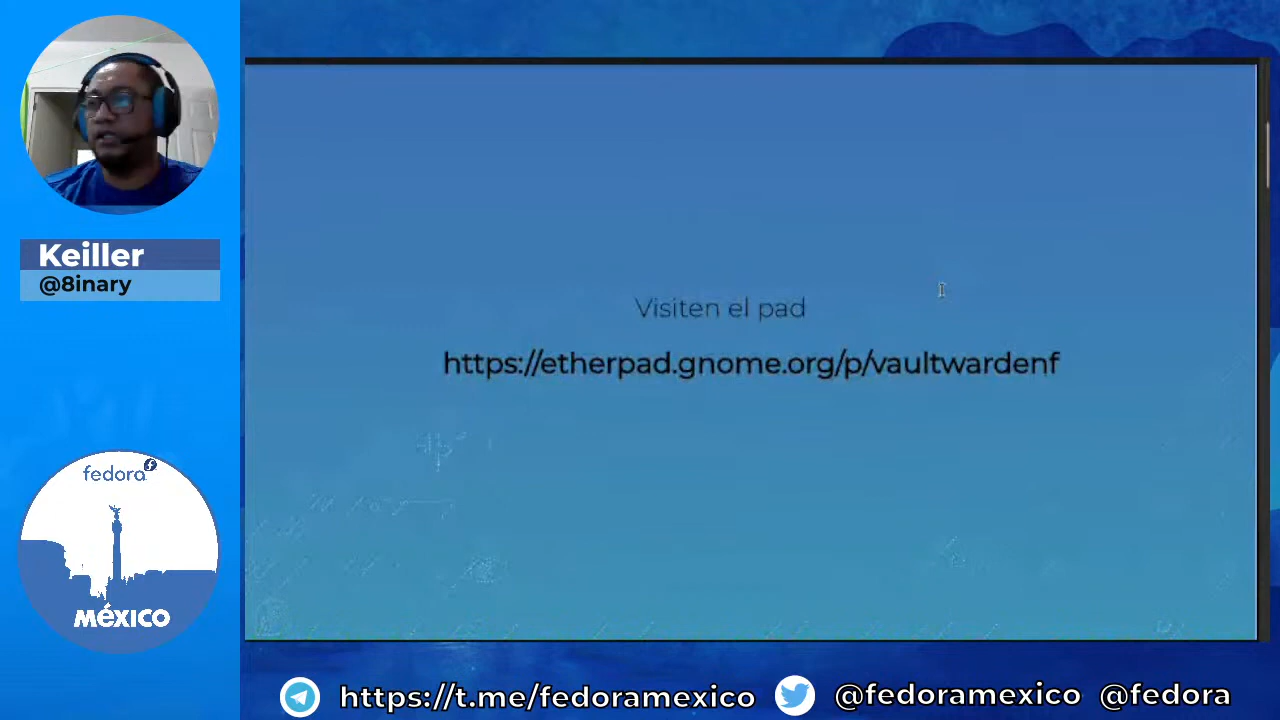 Keiller
@8inary
Visiten el pad
https://etherpad.gnome.org/p/vaultwardenf
fedora
MÉXICO
https://t.me/fedoramexico @fedoramexico @fedora